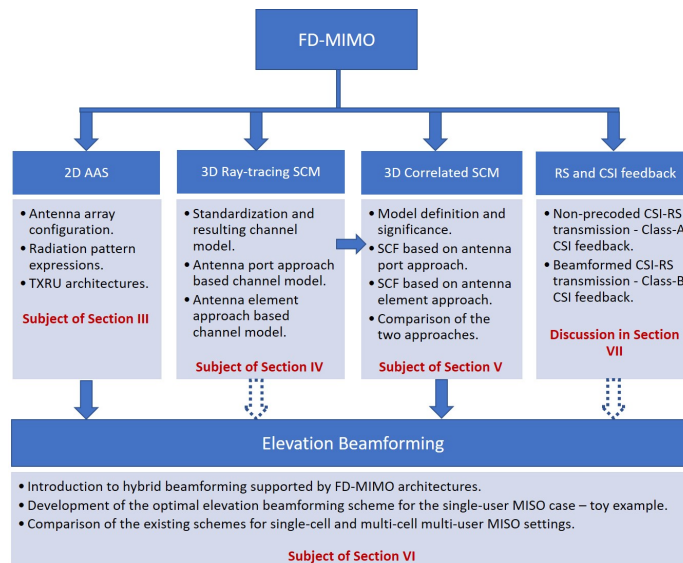 FD-MIMO
2D AAS
• Antenna array
configuration.
• Radiation pattern
expressions.
• TXRU architectures.
Subject of Section III
3D Ray-tracing SCM
• Standardization and
resulting channel
model.
• Antenna port approach
based channel model.
• Antenna element
approach based
channel model.
Subject of Section IV
3D Correlated SCM
• Model definition and
significance.
• SCF based on antenna
port approach.
• SCF based on antenna
element approach.
• Comparison of the
two approaches.
Subject of Section V
RS and CSI feedback
• Non-precoded CSI-RS
transmission - Class-A
CSI feedback.
• Beamformed CSI-RS
transmission - Class-B
CSI feedback.
Discussion in Section
VII
Elevation Beamforming
• Introduction to hybrid beamforming supported by FD-MIMO architectures.
• Development of the optimal elevation beamforming scheme for the single-user MISO case – toy example.
• Comparison of the existing schemes for single-cell and multi-cell multi-user MISO settings.
Subject of Section VI